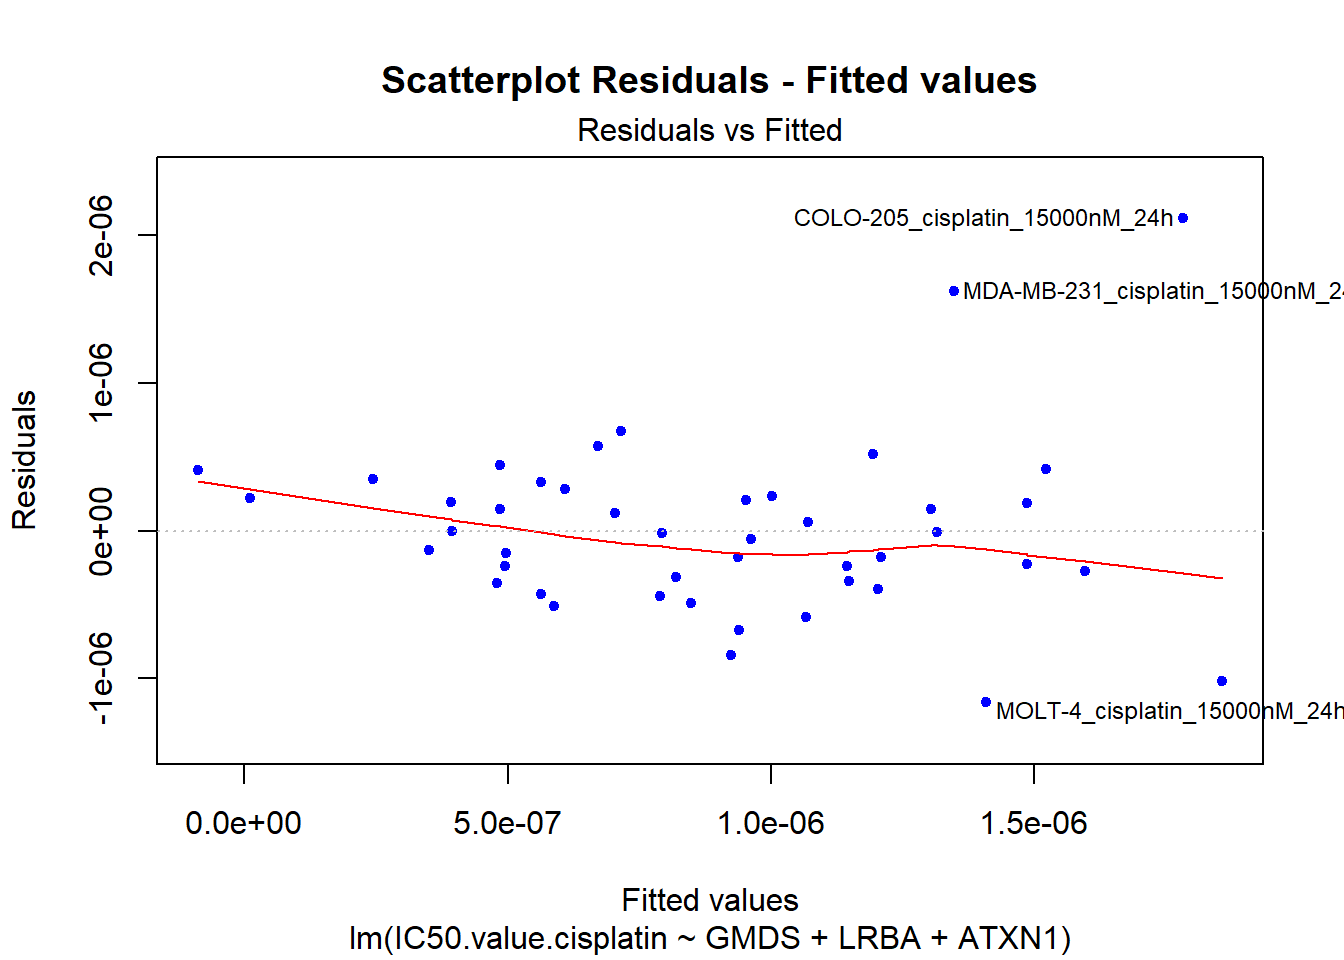 Scatterplot Residuals - Fitted values
Residuals vs Fitted
Residuals
2e-06
1e-06
0e+00
-1e-06
COLO-205_cisplatin_15000nM_24h
MDA-MB-231_cisplatin_15000nM_24
MOLT-4_cisplatin_15000nM_24h
0.0e+00 5.0e-07 1.0e-06 1.5e-06
Fitted values
lm(IC50.value.cisplatin ~ GMDS + LRBA + ATXN1)